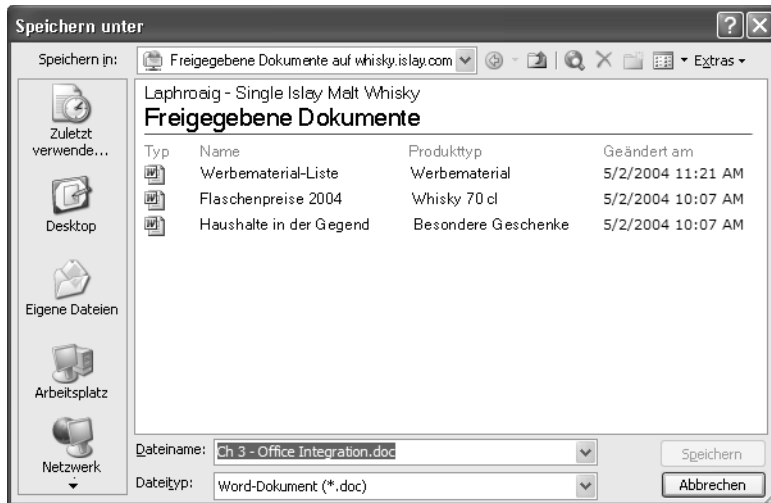 Speichern unter
Speichern in: Freigegebene Dokumente auf whisky.islay.com Extras
Zuletzt
verwende...
Desktop
Eigene Dateien
Arbeitsplatz
Netzwerk
Laphroaig - Single Islay Malt Whisky
Freigegebene Dokumente
Typ Name Produkttyp Geändert am
Werbematerial-Liste Werbematerial 5/2/2004 11:21 AM
Flaschenpreise 2004 Whisky 70 cl 5/2/2004 10:07 AM
Haushalte in der Gegend Besondere Geschenke 5/2/2004 10:07 AM
Dateiname: Ch 3 - Office Integration.doc Speichern
Dateityp: Word-Dokument (*.doc) Abbrechen